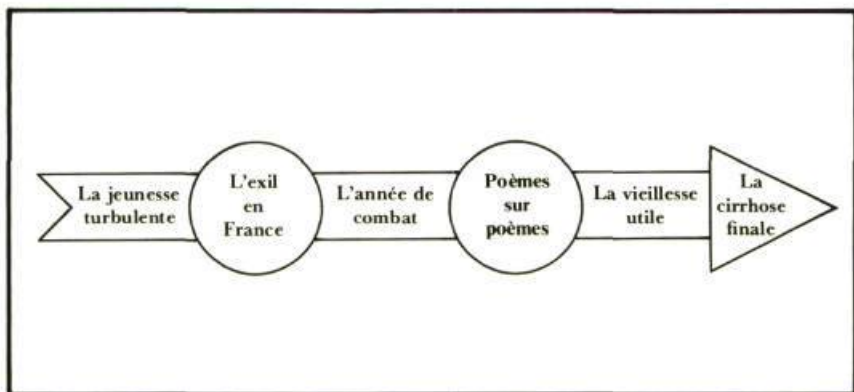 La jeunesse
turbulente
L'exil
en
France
L'année de
combat
Poèmes
sur
poèmes
La vieillesse
utile
La
cirrhose
finale